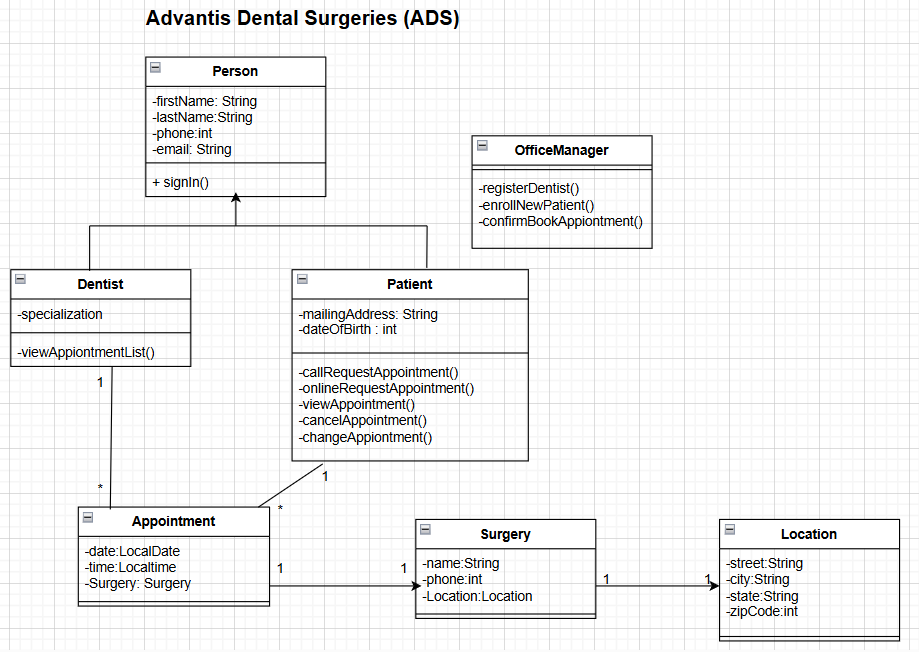 Advantis Dental Surgeries (ADS)
Person
-firstName: String
-lastName:String
-phone:int
-email: String
+ signIn()
OfficeManager
-registerDentist()
-enrollNewPatient()
-confirmBookAppiontment()
Dentist
-specialization
-viewAppiontmentList()
1
*
Patient
-mailingAddress: String
-dateOfBirth : int
-callRequestAppointment()
-onlineRequestAppointment()
-viewAppointment()
-cancelAppointment()
-changeAppiontment()
1
*
Appointment
-date:LocalDate
-time:Localtime
-Surgery: Surgery
1
1
Surgery
-name:String
-phone:int
-Location:Location
1
1
Location
-street:String
-city:String
-state:String
-zipCode:int